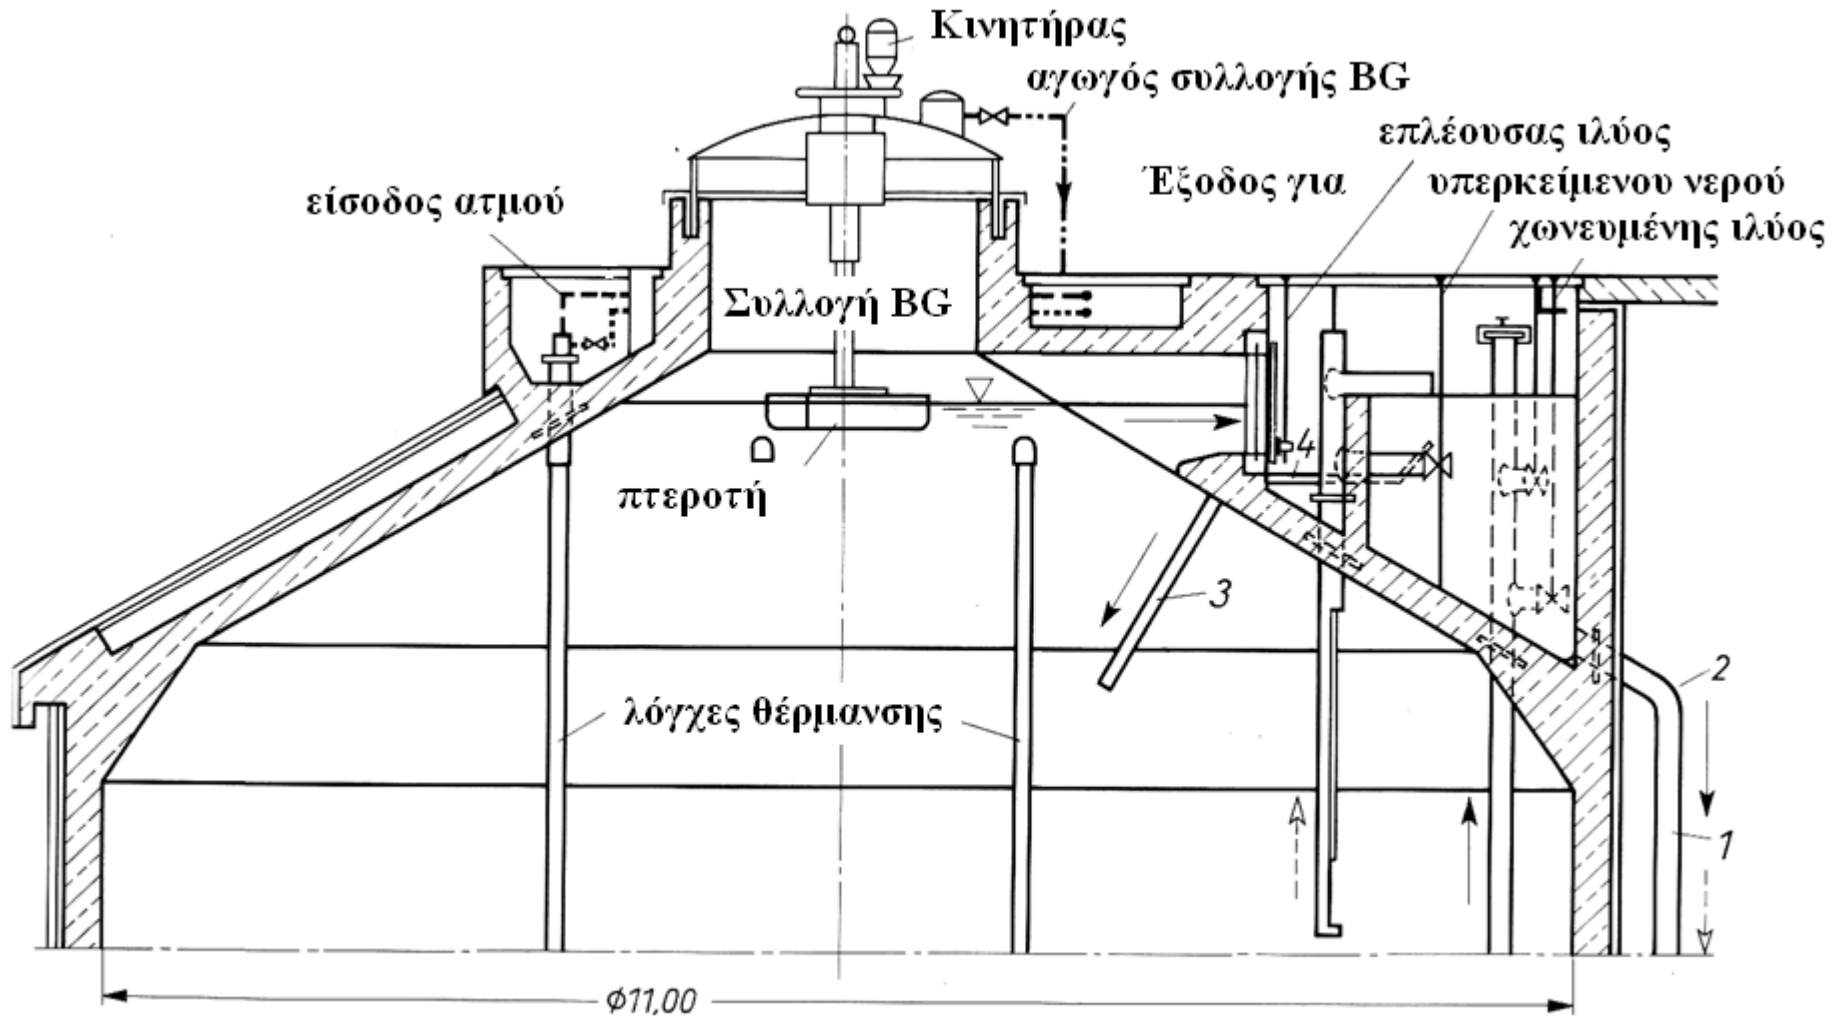 Κινητήρας
αγωγός συλλογής BG
επλέουσας ιλύος
Έξοδος για
υπερκείμενου νερού
είσοδος ατμού
χωνευμένης ιλύος
Συλλογή BG
4
πτεροτή
3
2
λόγχες θέρμανσης
1
ϕ11,00